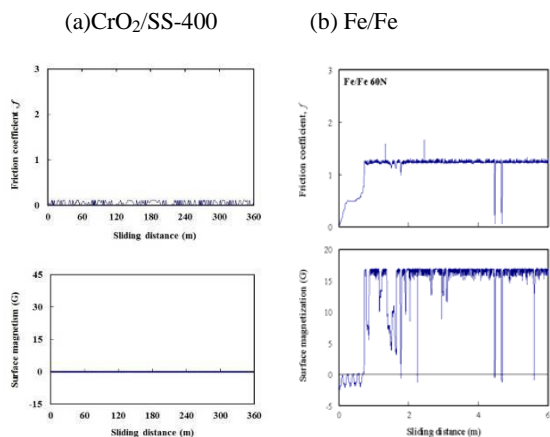 (a)CrO₂/SS-400
(b) Fe/Fe
3
2
1
0
Friction coefficient f
0 60 120 180 240 300 360
Sliding distance (m)
3
2
1
0
Friction coefficient, f
Fe/Fe 60N
0 2 4 6
45
30
15
0
-15
Surface magnetism (G)
0 60 120 180 240 300 360
Sliding distance (m)
20
15
10
5
0
-5
Surface magnetization (G)
0 2 4 6
Sliding distance (m)